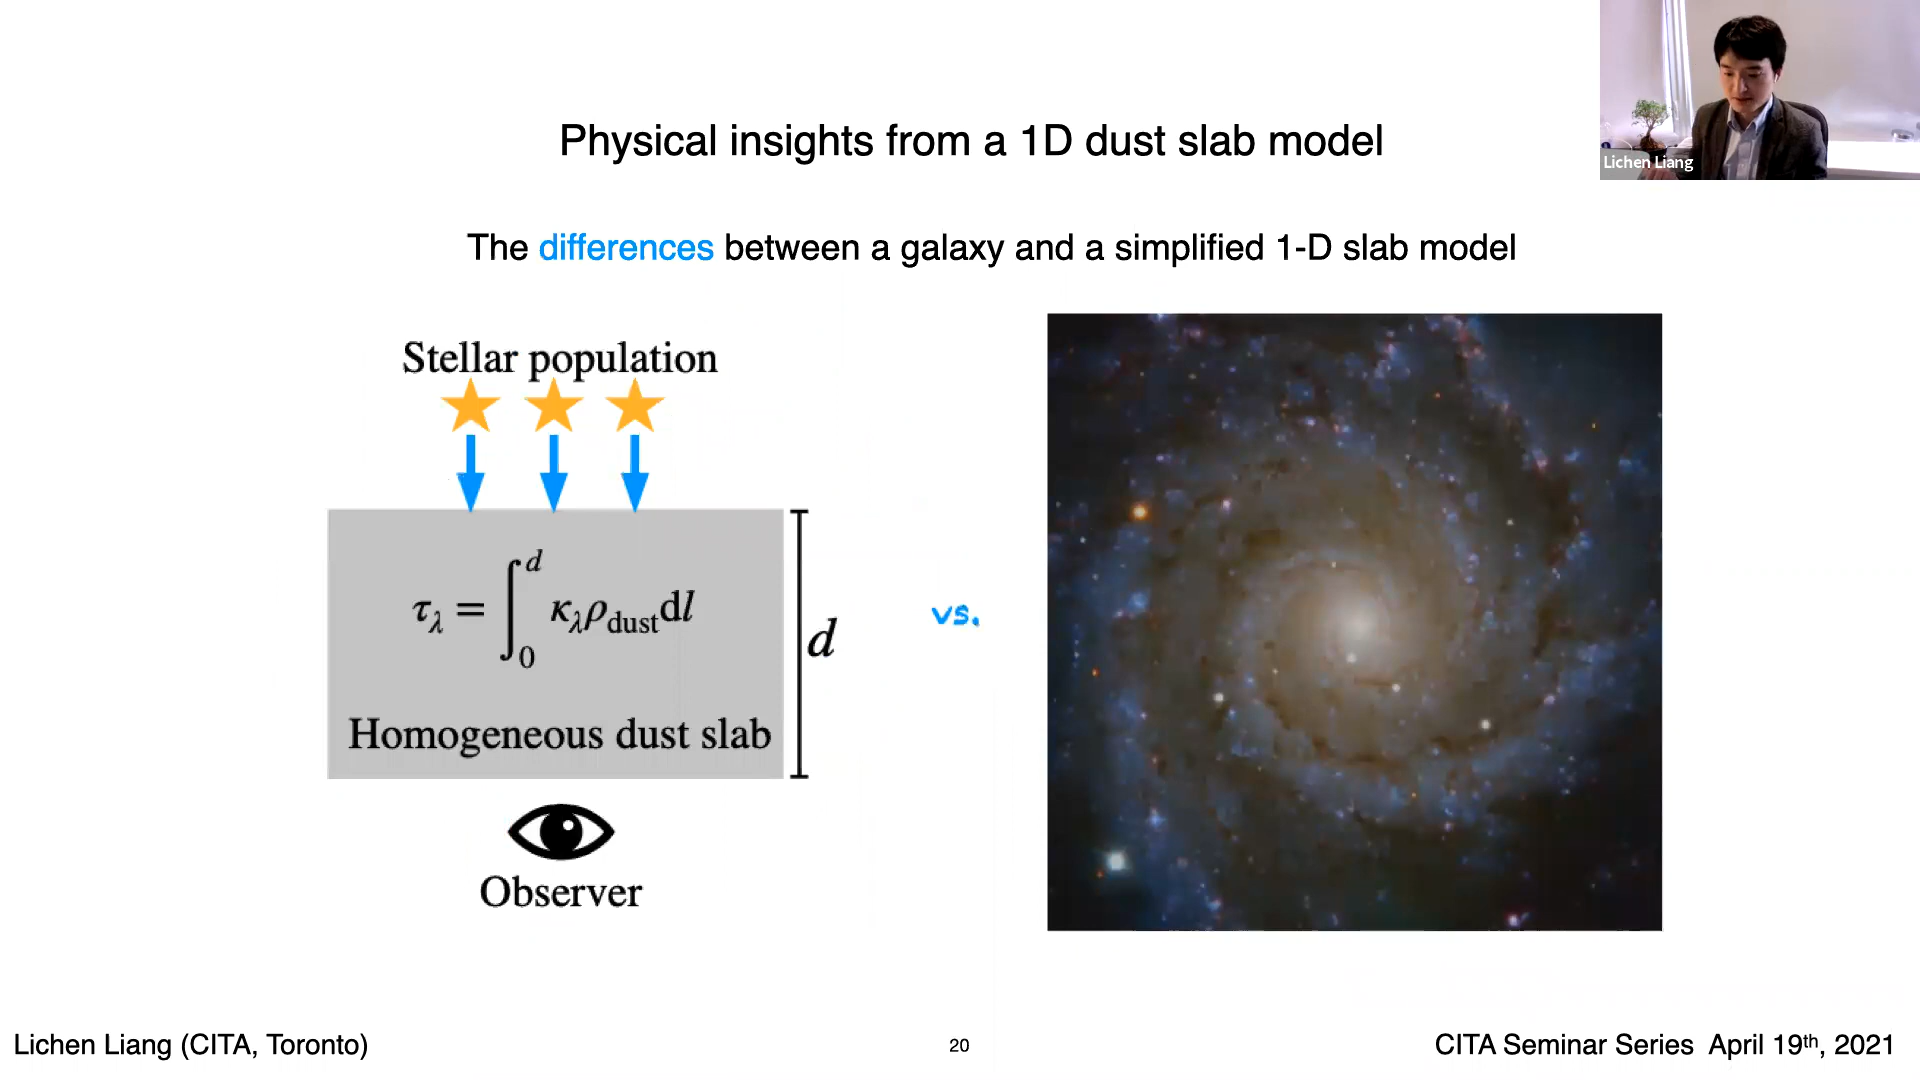 Physical insights from a 1D dust slab model
Lichen Liang
The differences between a galaxy and a simplified 1-D slab model
Stellar population
τ_λ = ∫_0^d κ_λ ρ_dust dl
d
Homogeneous dust slab
vs.
Observer
Lichen Liang (CITA, Toronto)
20
CITA Seminar Series April 19th, 2021